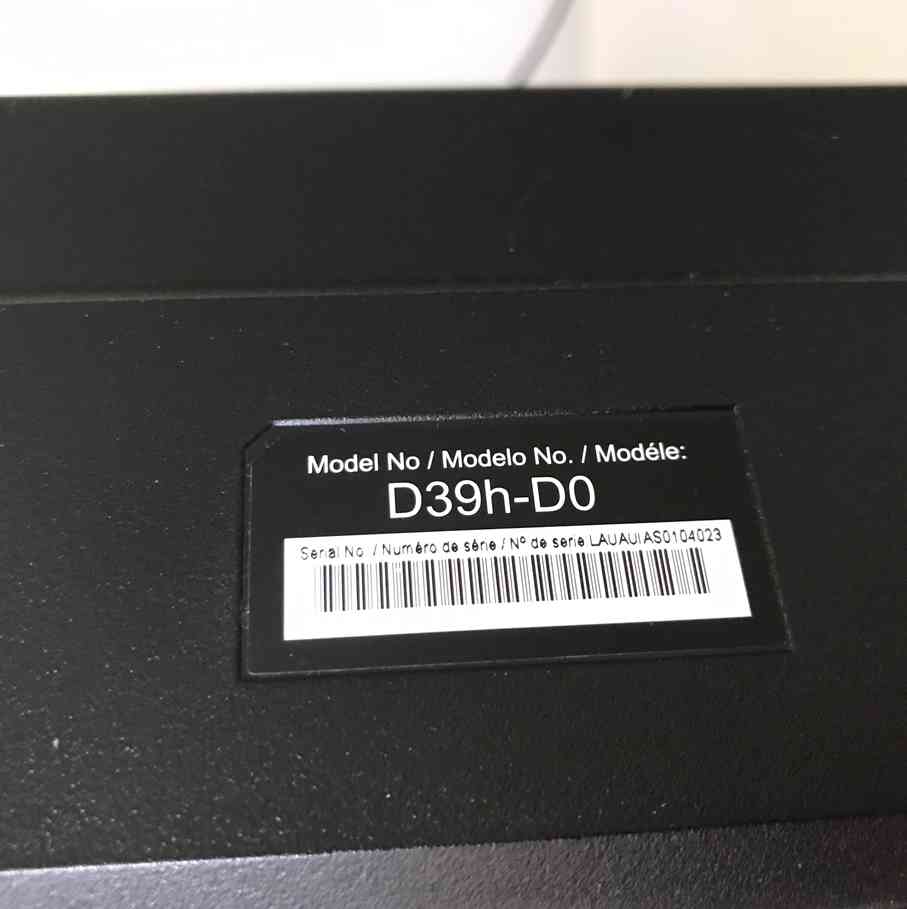 Model No / Modelo No. / Modéle:
D39h-D0
Serial No. / Numéro de série / Nº de serie LAUAUIAS0104023